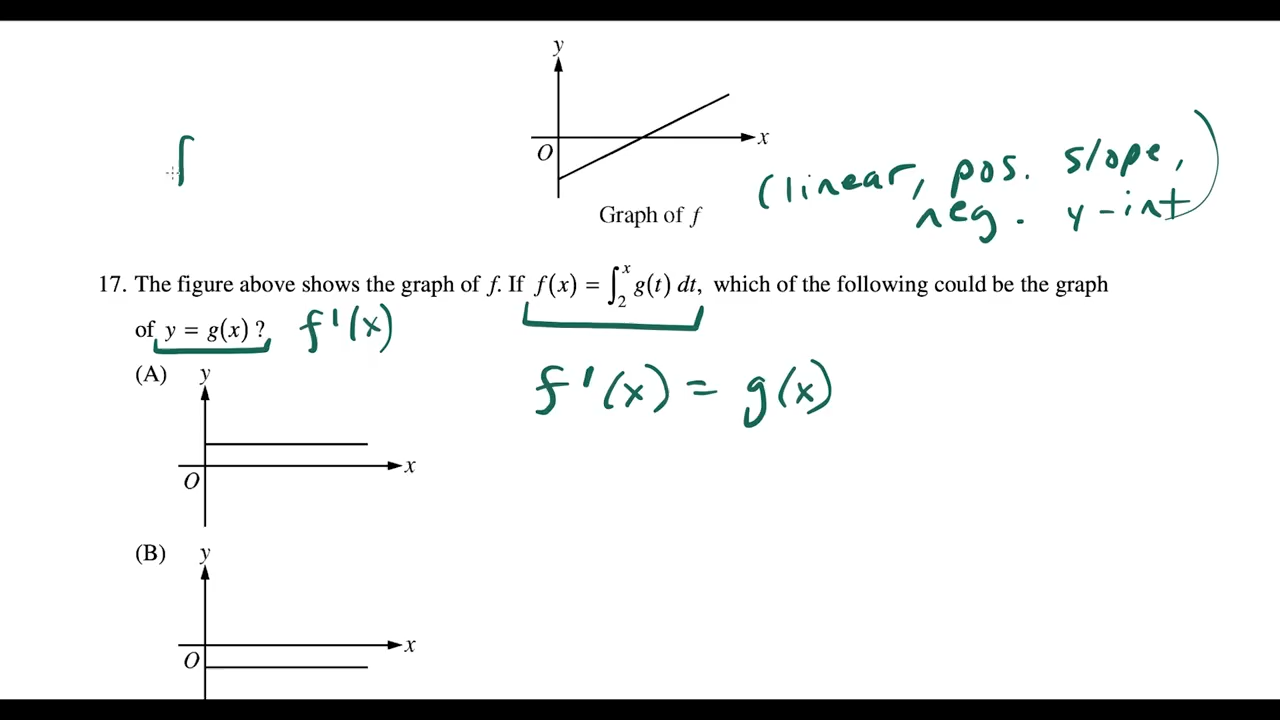 y
x
O
Graph of f
(linear, pos. slope,
neg. y-int)
f
17. The figure above shows the graph of f. If f(x) = ∫₂ˣ g(t) dt, which of the following could be the graph
of y = g(x) ? f'(x)
f'(x) = g(x)
(A) y
x
O
(B) y
x
O